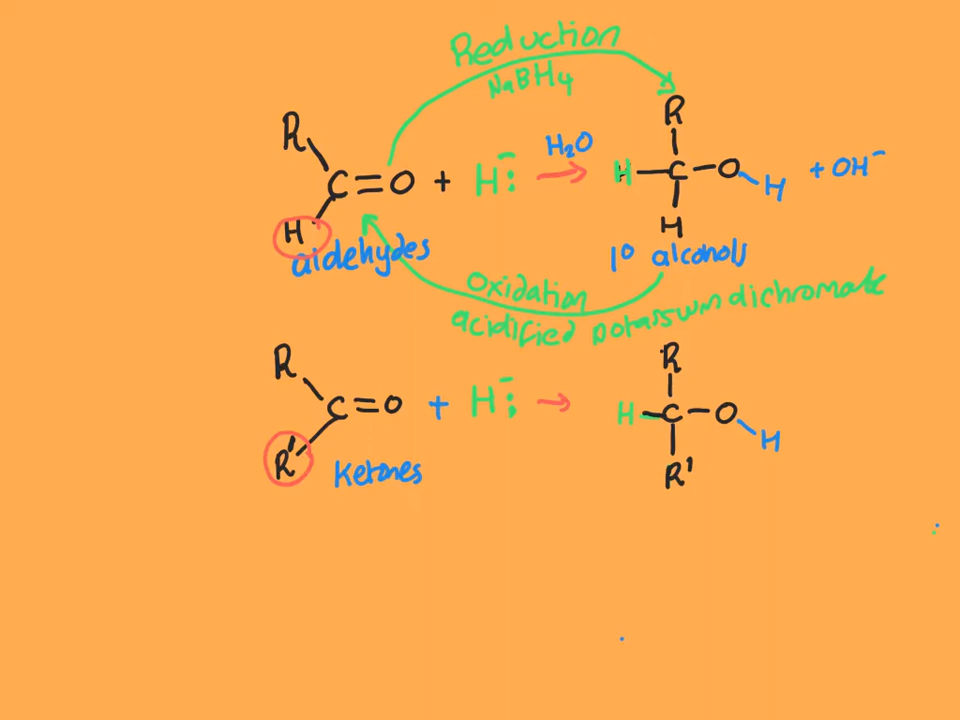 Reduction
NaBH4
R
C=O + H:⁻ → H₂O H-C-O-H + OH⁻
R
H
H
aldehydes
1° alcohols
Oxidation
acidified potassium dichromate
R
C=O + H:⁻ → H-C-O-H
R
R'
R'
Ketones